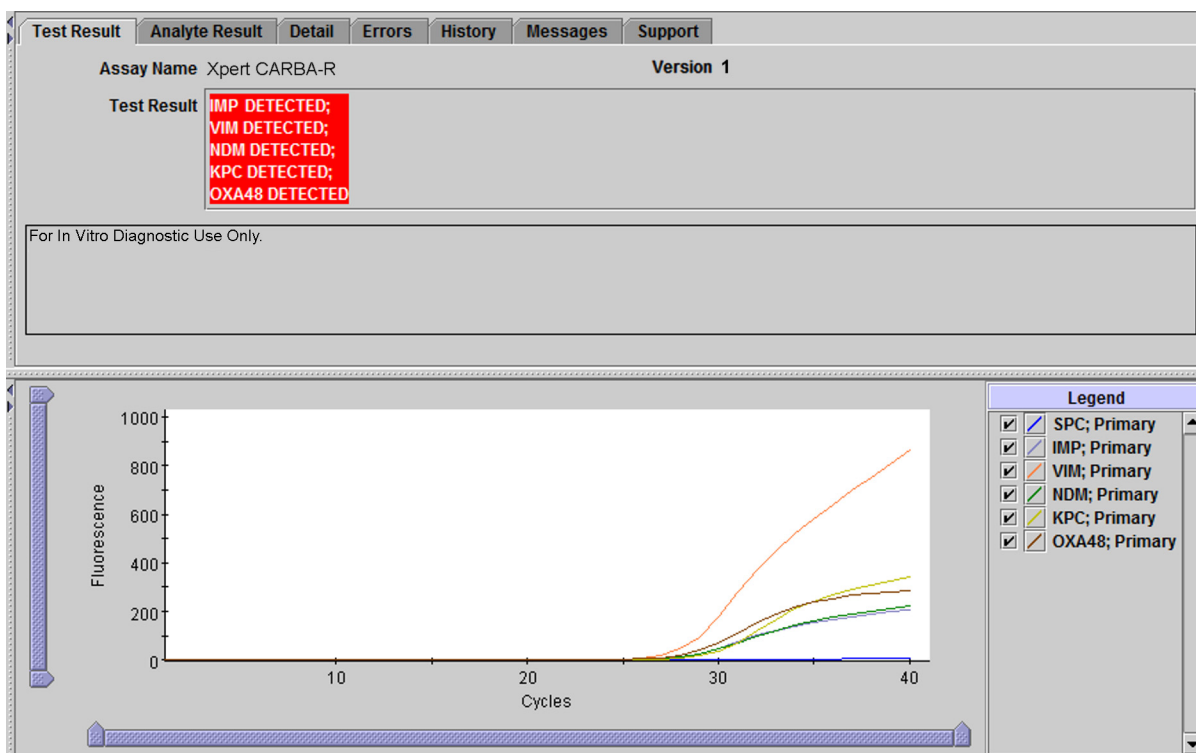 Test Result Analyte Result Detail Errors History Messages Support
Assay Name Xpert CARBA-R Version 1
Test Result IMP DETECTED;
VIM DETECTED;
NDM DETECTED;
KPC DETECTED;
OXA48 DETECTED
For In Vitro Diagnostic Use Only.
Legend
SPC; Primary
IMP; Primary
VIM; Primary
NDM; Primary
KPC; Primary
OXA48; Primary
1000
800
600
400
200
0
Fluorescence
10 20 30 40
Cycles